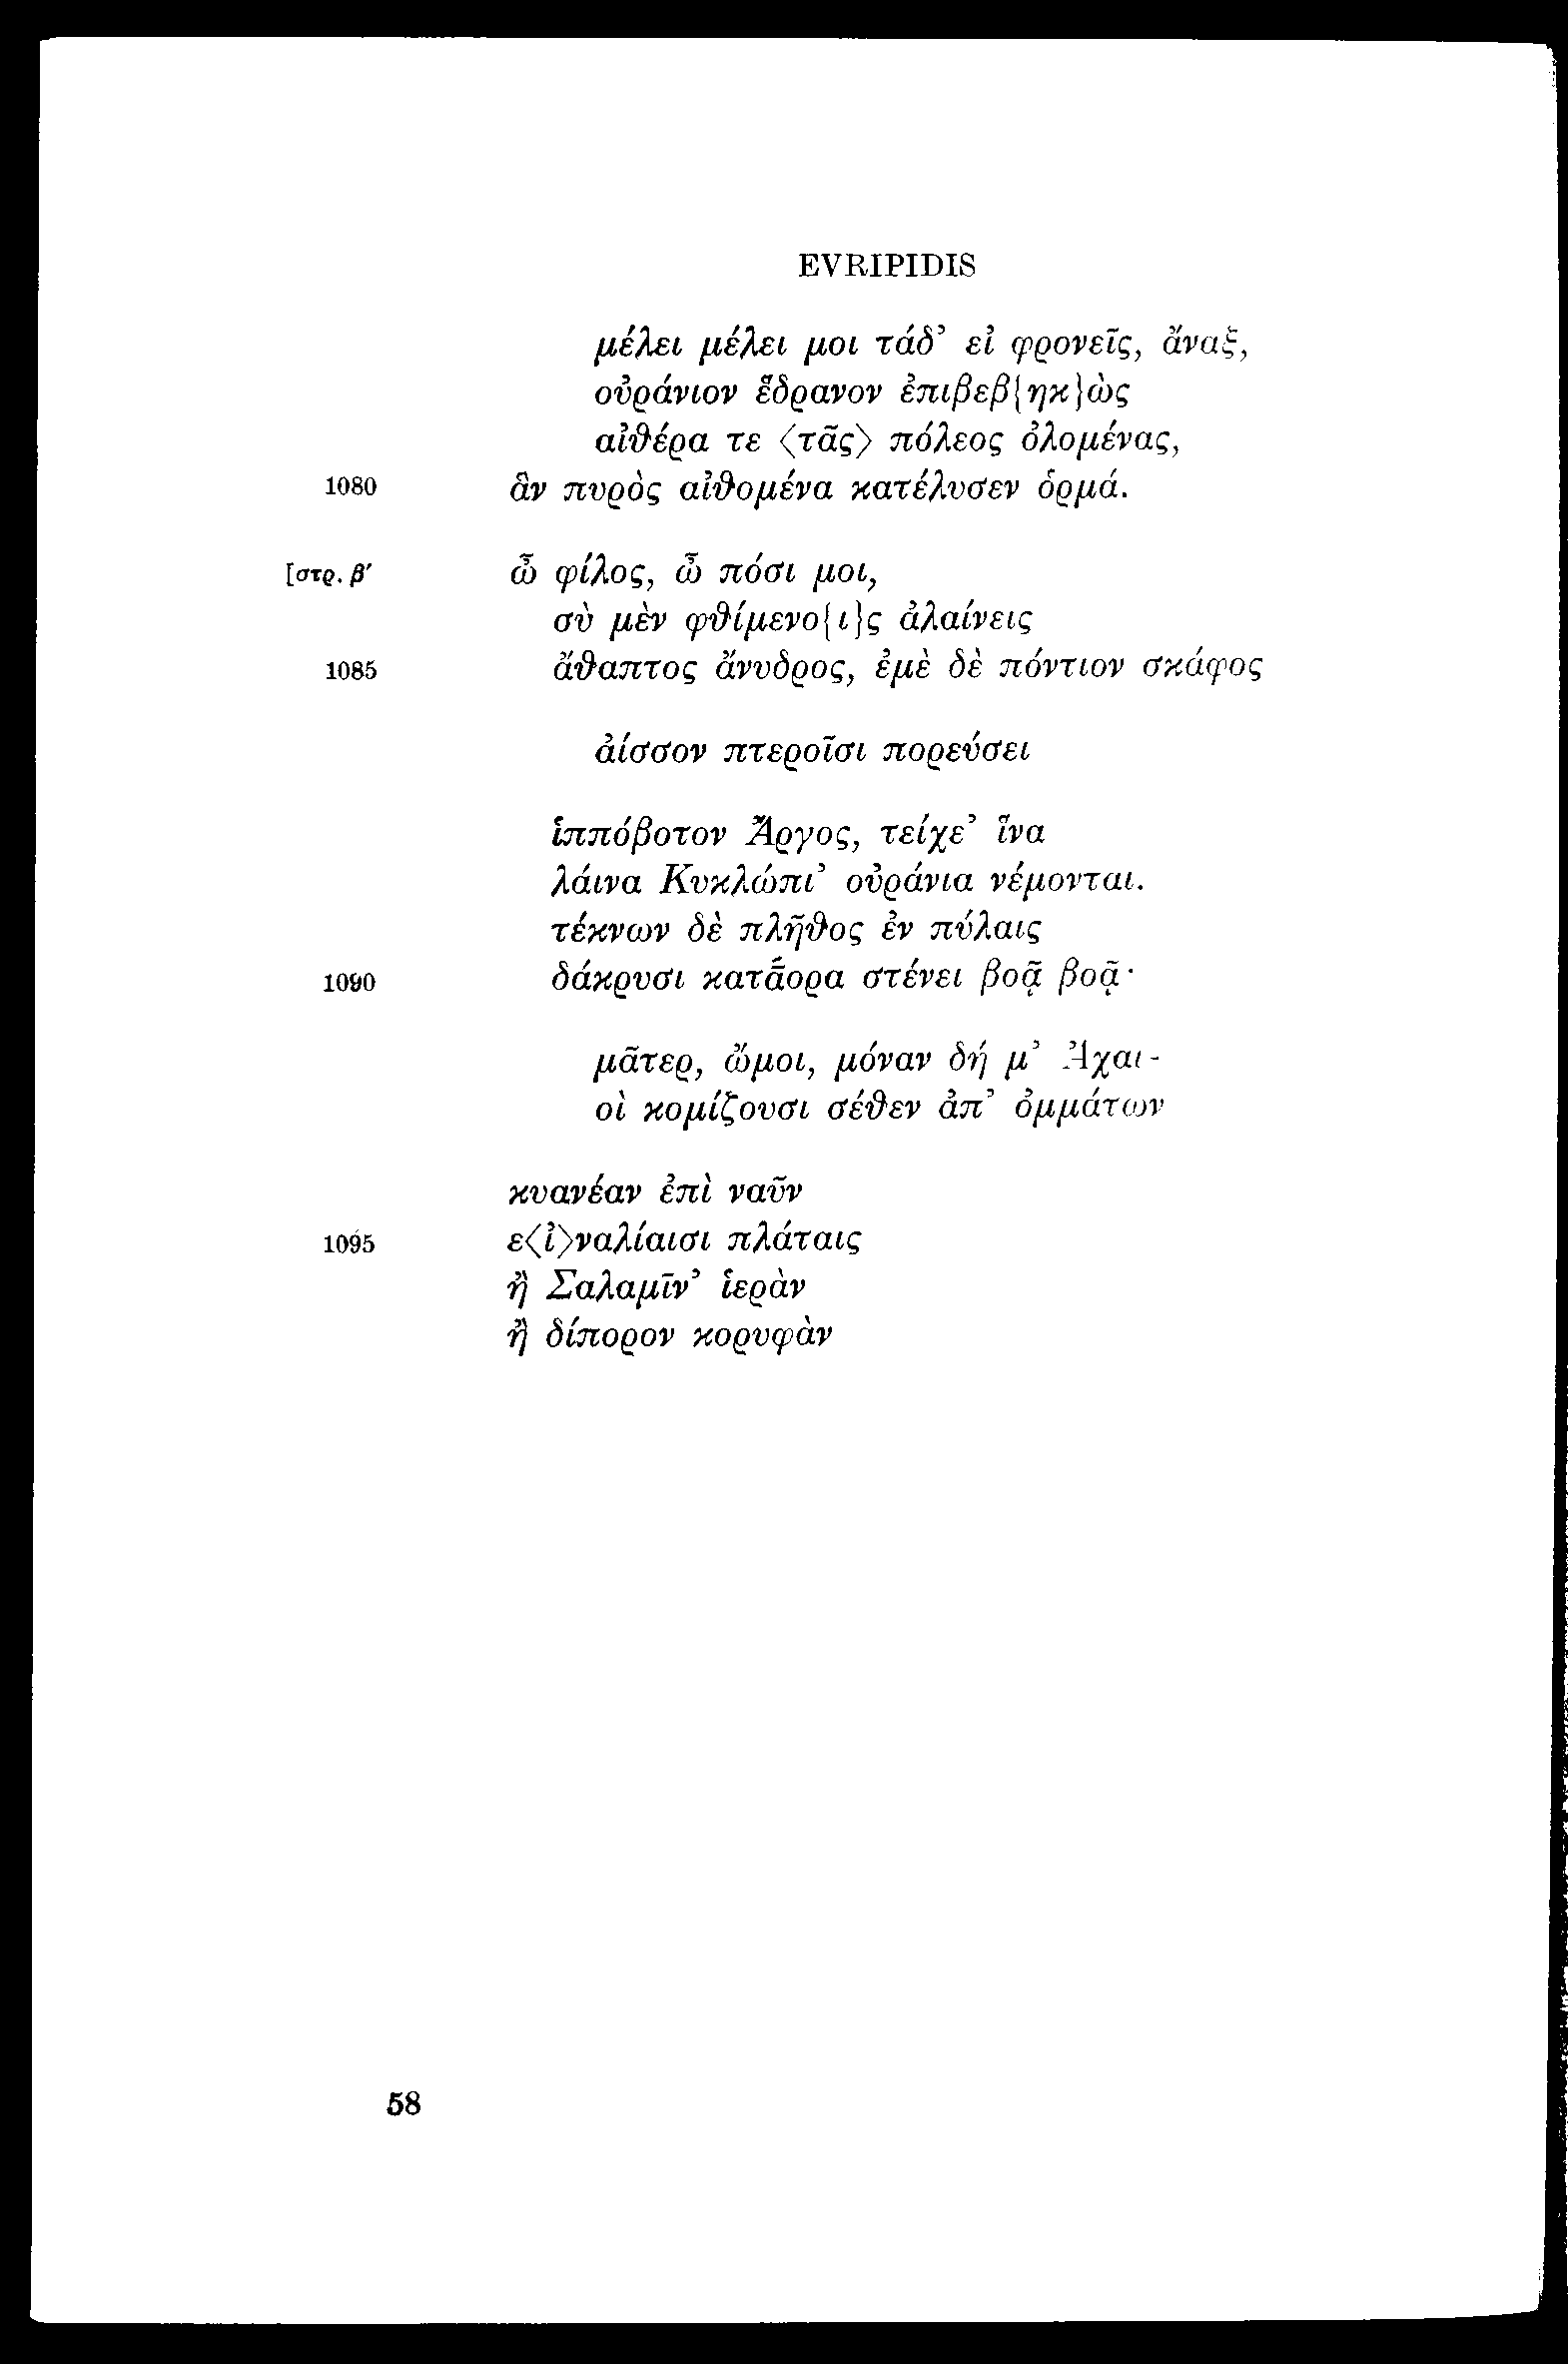 EVRIPIDIS
μέλει μέλει μοι τάδ’ εἰ φρονεῖς, ἄναξ,
οὐράνιον ἕδρανον ἐπιβεβ{ηκ}ὼς
αἰθέρα τε ⟨τᾶς⟩ πόλεος ὀλομένας,
1080 ἃν πυρὸς αἰθομένα κατέλυσεν ὁρμά.
[στρ. β′ ὦ φίλος, ὦ πόσι μοι,
σὺ μὲν φθίμενο{ι}ς ἀλαίνεις
1085 ἄθαπτος ἄνυδρος, ἐμὲ δὲ πόντιον σκάφος
ἀίσσον πτεροῖσι πορεύσει
ἱππόβοτον Ἄργος, τείχε’ ἵνα
λάινα Κυκλώπι’ οὐράνια νέμονται.
τέκνων δὲ πλῆθος ἐν πύλαις
1090 δάκρυσι κατᾱ́ορα στένει βοᾷ βοᾷ·
μᾶτερ, ὤμοι, μόναν δή μ’ Ἀχαι-
οὶ κομίζουσι σέθεν ἀπ’ ὀμμάτων
κυανέαν ἐπὶ ναῦν
1095 ε⟨ἰ⟩ναλίαισι πλάταις
ἢ Σαλαμῖν’ ἱερὰν
ἢ δίπορον κορυφὰν
58